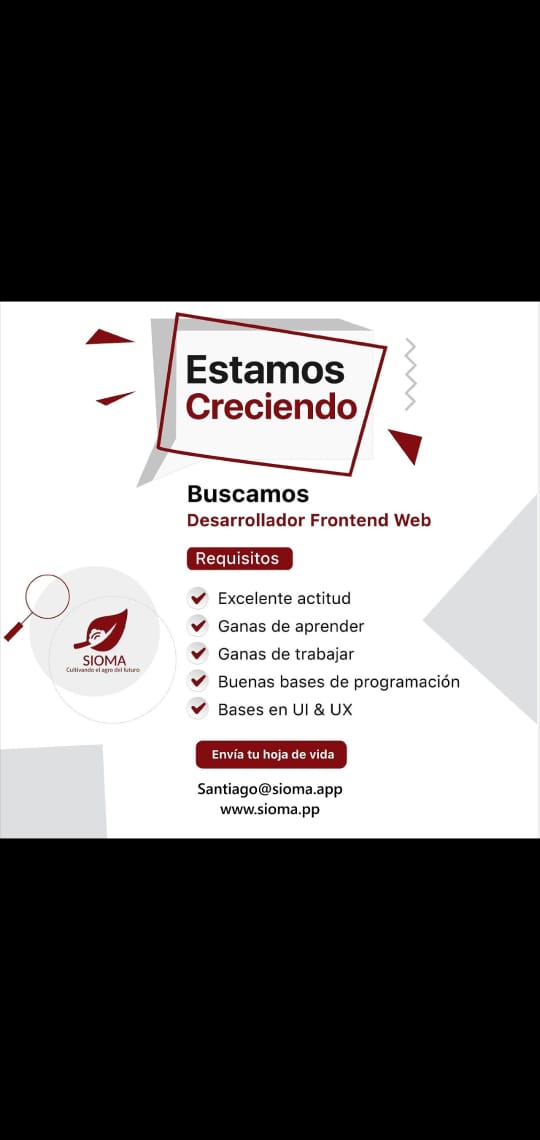 Estamos
Creciendo
Buscamos
Desarrollador Frontend Web
Requisitos
Excelente actitud
Ganas de aprender
Ganas de trabajar
Buenas bases de programación
Bases en UI & UX
SIOMA
Cultivando el agro del futuro
Envía tu hoja de vida
Santiago@sioma.app
www.sioma.pp